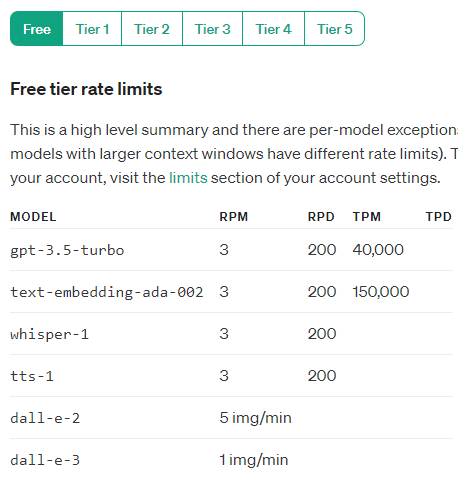 Free Tier 1 Tier 2 Tier 3 Tier 4 Tier 5
Free tier rate limits
This is a high level summary and there are per-model exception
models with larger context windows have different rate limits). T
your account, visit the limits section of your account settings.
MODEL RPM RPD TPM TPD
gpt-3.5-turbo 3 200 40,000
text-embedding-ada-002 3 200 150,000
whisper-1 3 200
tts-1 3 200
dall-e-2 5 img/min
dall-e-3 1 img/min